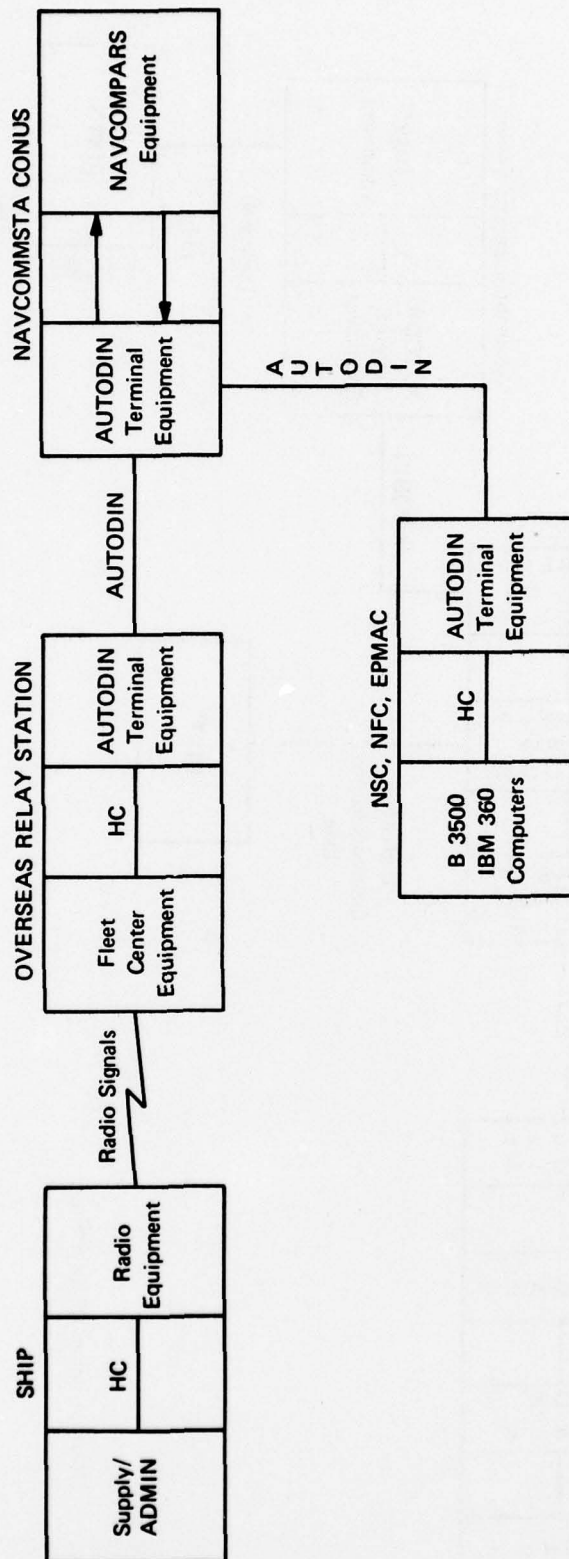 SHIP
Supply/
ADMIN
HC
Radio
Equipment
Radio Signals
OVERSEAS RELAY STATION
Fleet
Center
Equipment
HC
AUTODIN
Terminal
Equipment
AUTODIN
NAVCOMMSTA CONUS
AUTODIN
Terminal
Equipment
NAVCOMPARS
Equipment
AUTODIN
NSC, NFC, EPMAC
B 3500
IBM 360
Computers
HC
AUTODIN
Terminal
Equipment